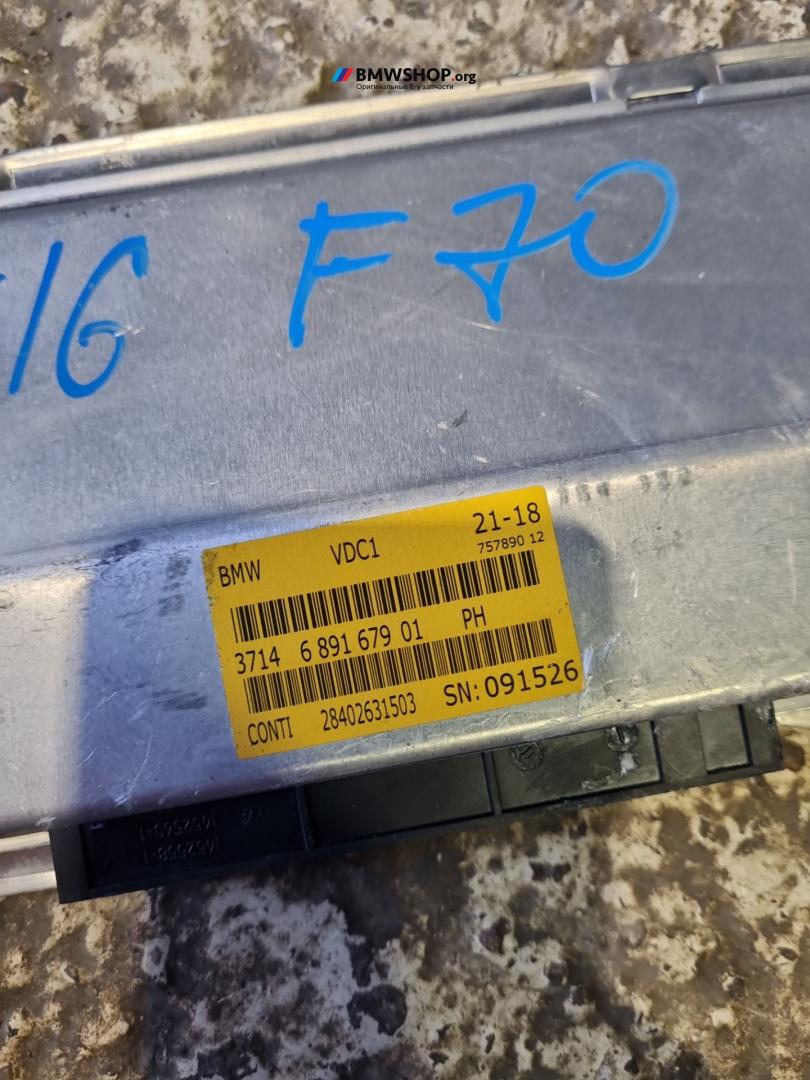 BMWSHOP.org
Оригинальные б/у запчасти
16 F70
BMW VDC1 21-18
757890 12
3714 6 891 679 01 PH
CONTI 28402631503 SN: 091526